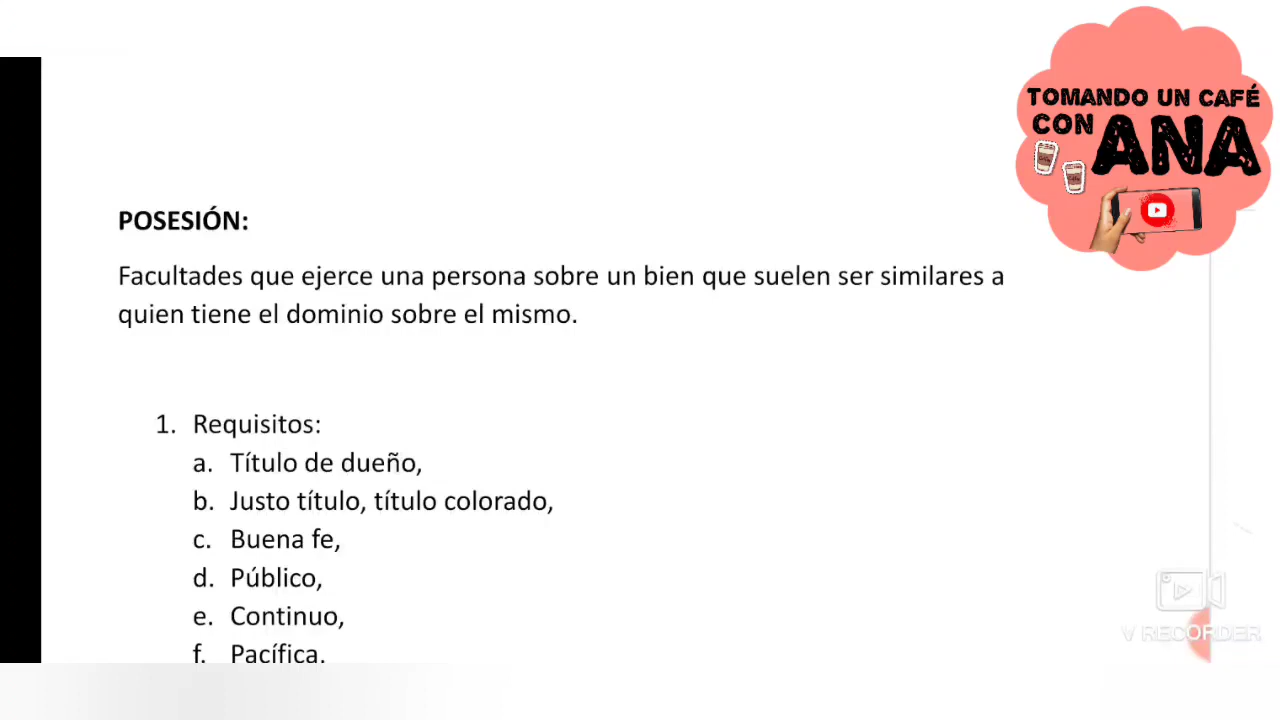 TOMANDO UN CAFÉ
CON ANA
POSESIÓN:
Facultades que ejerce una persona sobre un bien que suelen ser similares a
quien tiene el dominio sobre el mismo.
1. Requisitos:
a. Título de dueño,
b. Justo título, título colorado,
c. Buena fe,
d. Público,
e. Continuo,
f. Pacífica.
V RECORDER